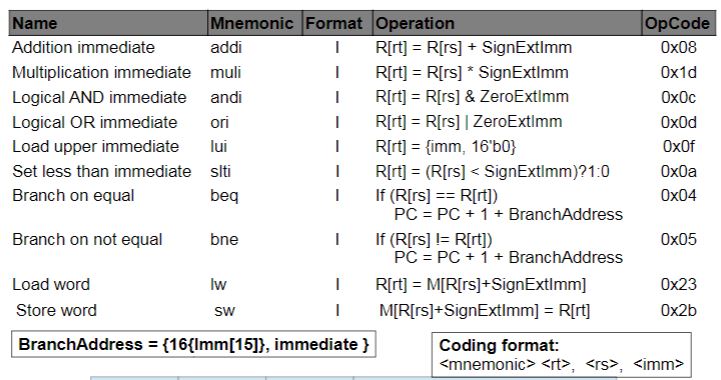 Name Mnemonic Format Operation OpCode
Addition immediate addi I R[rt] = R[rs] + SignExtImm 0x08
Multiplication immediate muli I R[rt] = R[rs] * SignExtImm 0x1d
Logical AND immediate andi I R[rt] = R[rs] & ZeroExtImm 0x0c
Logical OR immediate ori I R[rt] = R[rs] | ZeroExtImm 0x0d
Load upper immediate lui I R[rt] = {imm, 16'b0} 0x0f
Set less than immediate slti I R[rt] = (R[rs] < SignExtImm)?1:0 0x0a
Branch on equal beq I If (R[rs] == R[rt]) 0x04
PC = PC + 1 + BranchAddress
Branch on not equal bne I If (R[rs] != R[rt]) 0x05
PC = PC + 1 + BranchAddress
Load word lw I R[rt] = M[R[rs]+SignExtImm] 0x23
Store word sw I M[R[rs]+SignExtImm] = R[rt] 0x2b
BranchAddress = {16{Imm[15]}, immediate }
Coding format:
<mnemonic> <rt>, <rs>, <imm>